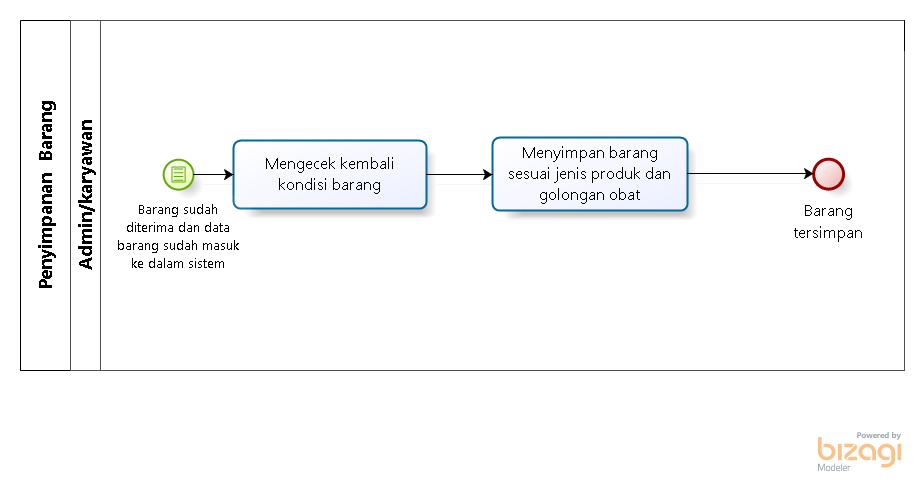 Penyimpanan Barang
Admin/karyawan
Barang sudah
diterima dan data
barang sudah masuk
ke dalam sistem
Mengecek kembali
kondisi barang
Menyimpan barang
sesuai jenis produk dan
golongan obat
Barang
tersimpan
Powered by
bizagi
Modeler